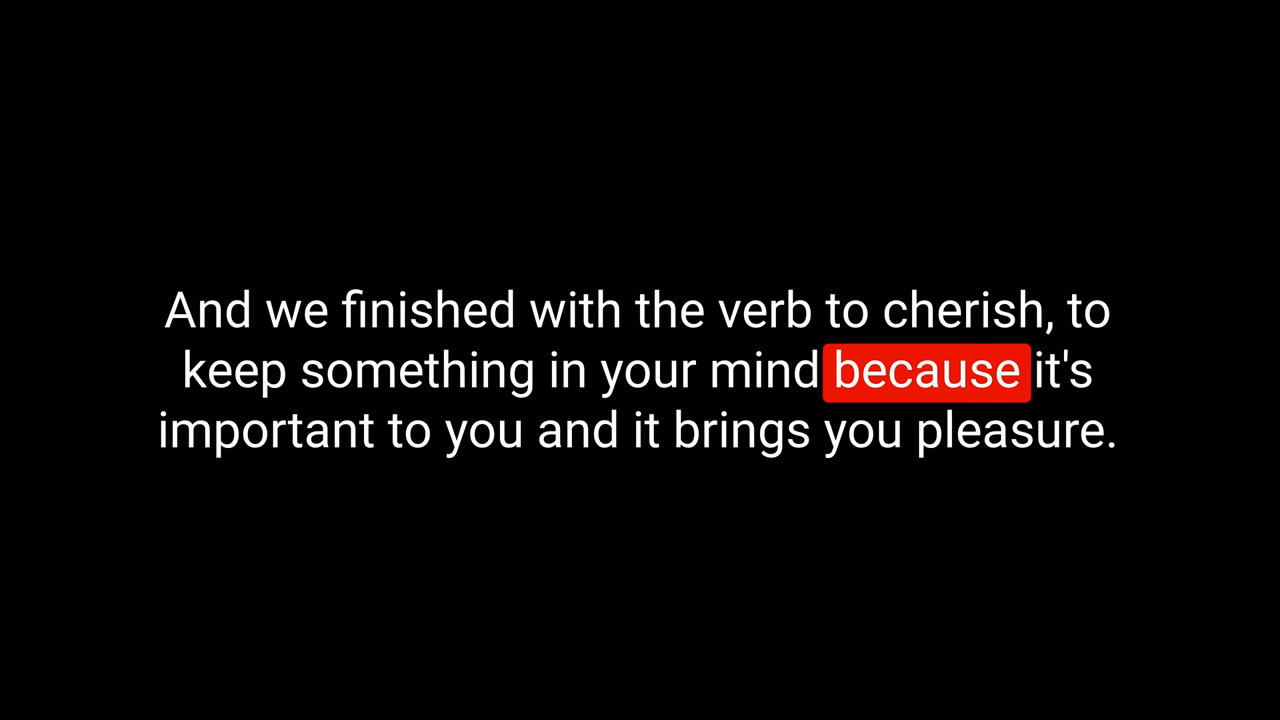 And we finished with the verb to cherish, to
keep something in your mind because it's
important to you and it brings you pleasure.